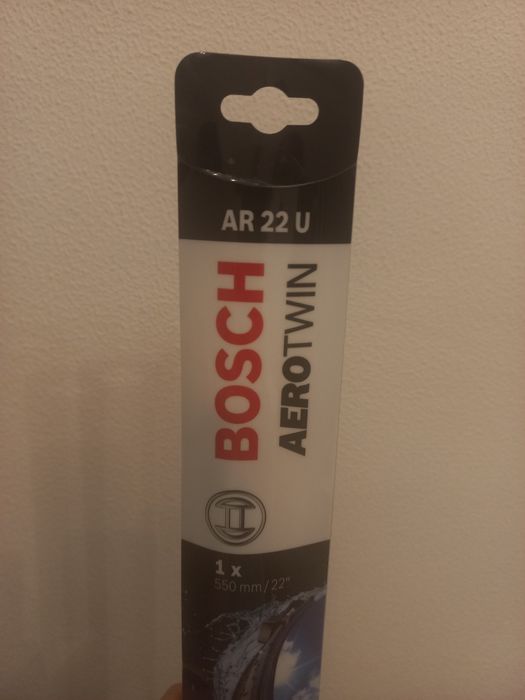 AR 22 U
BOSCH
AEROTWIN
1 x
550 mm / 22"